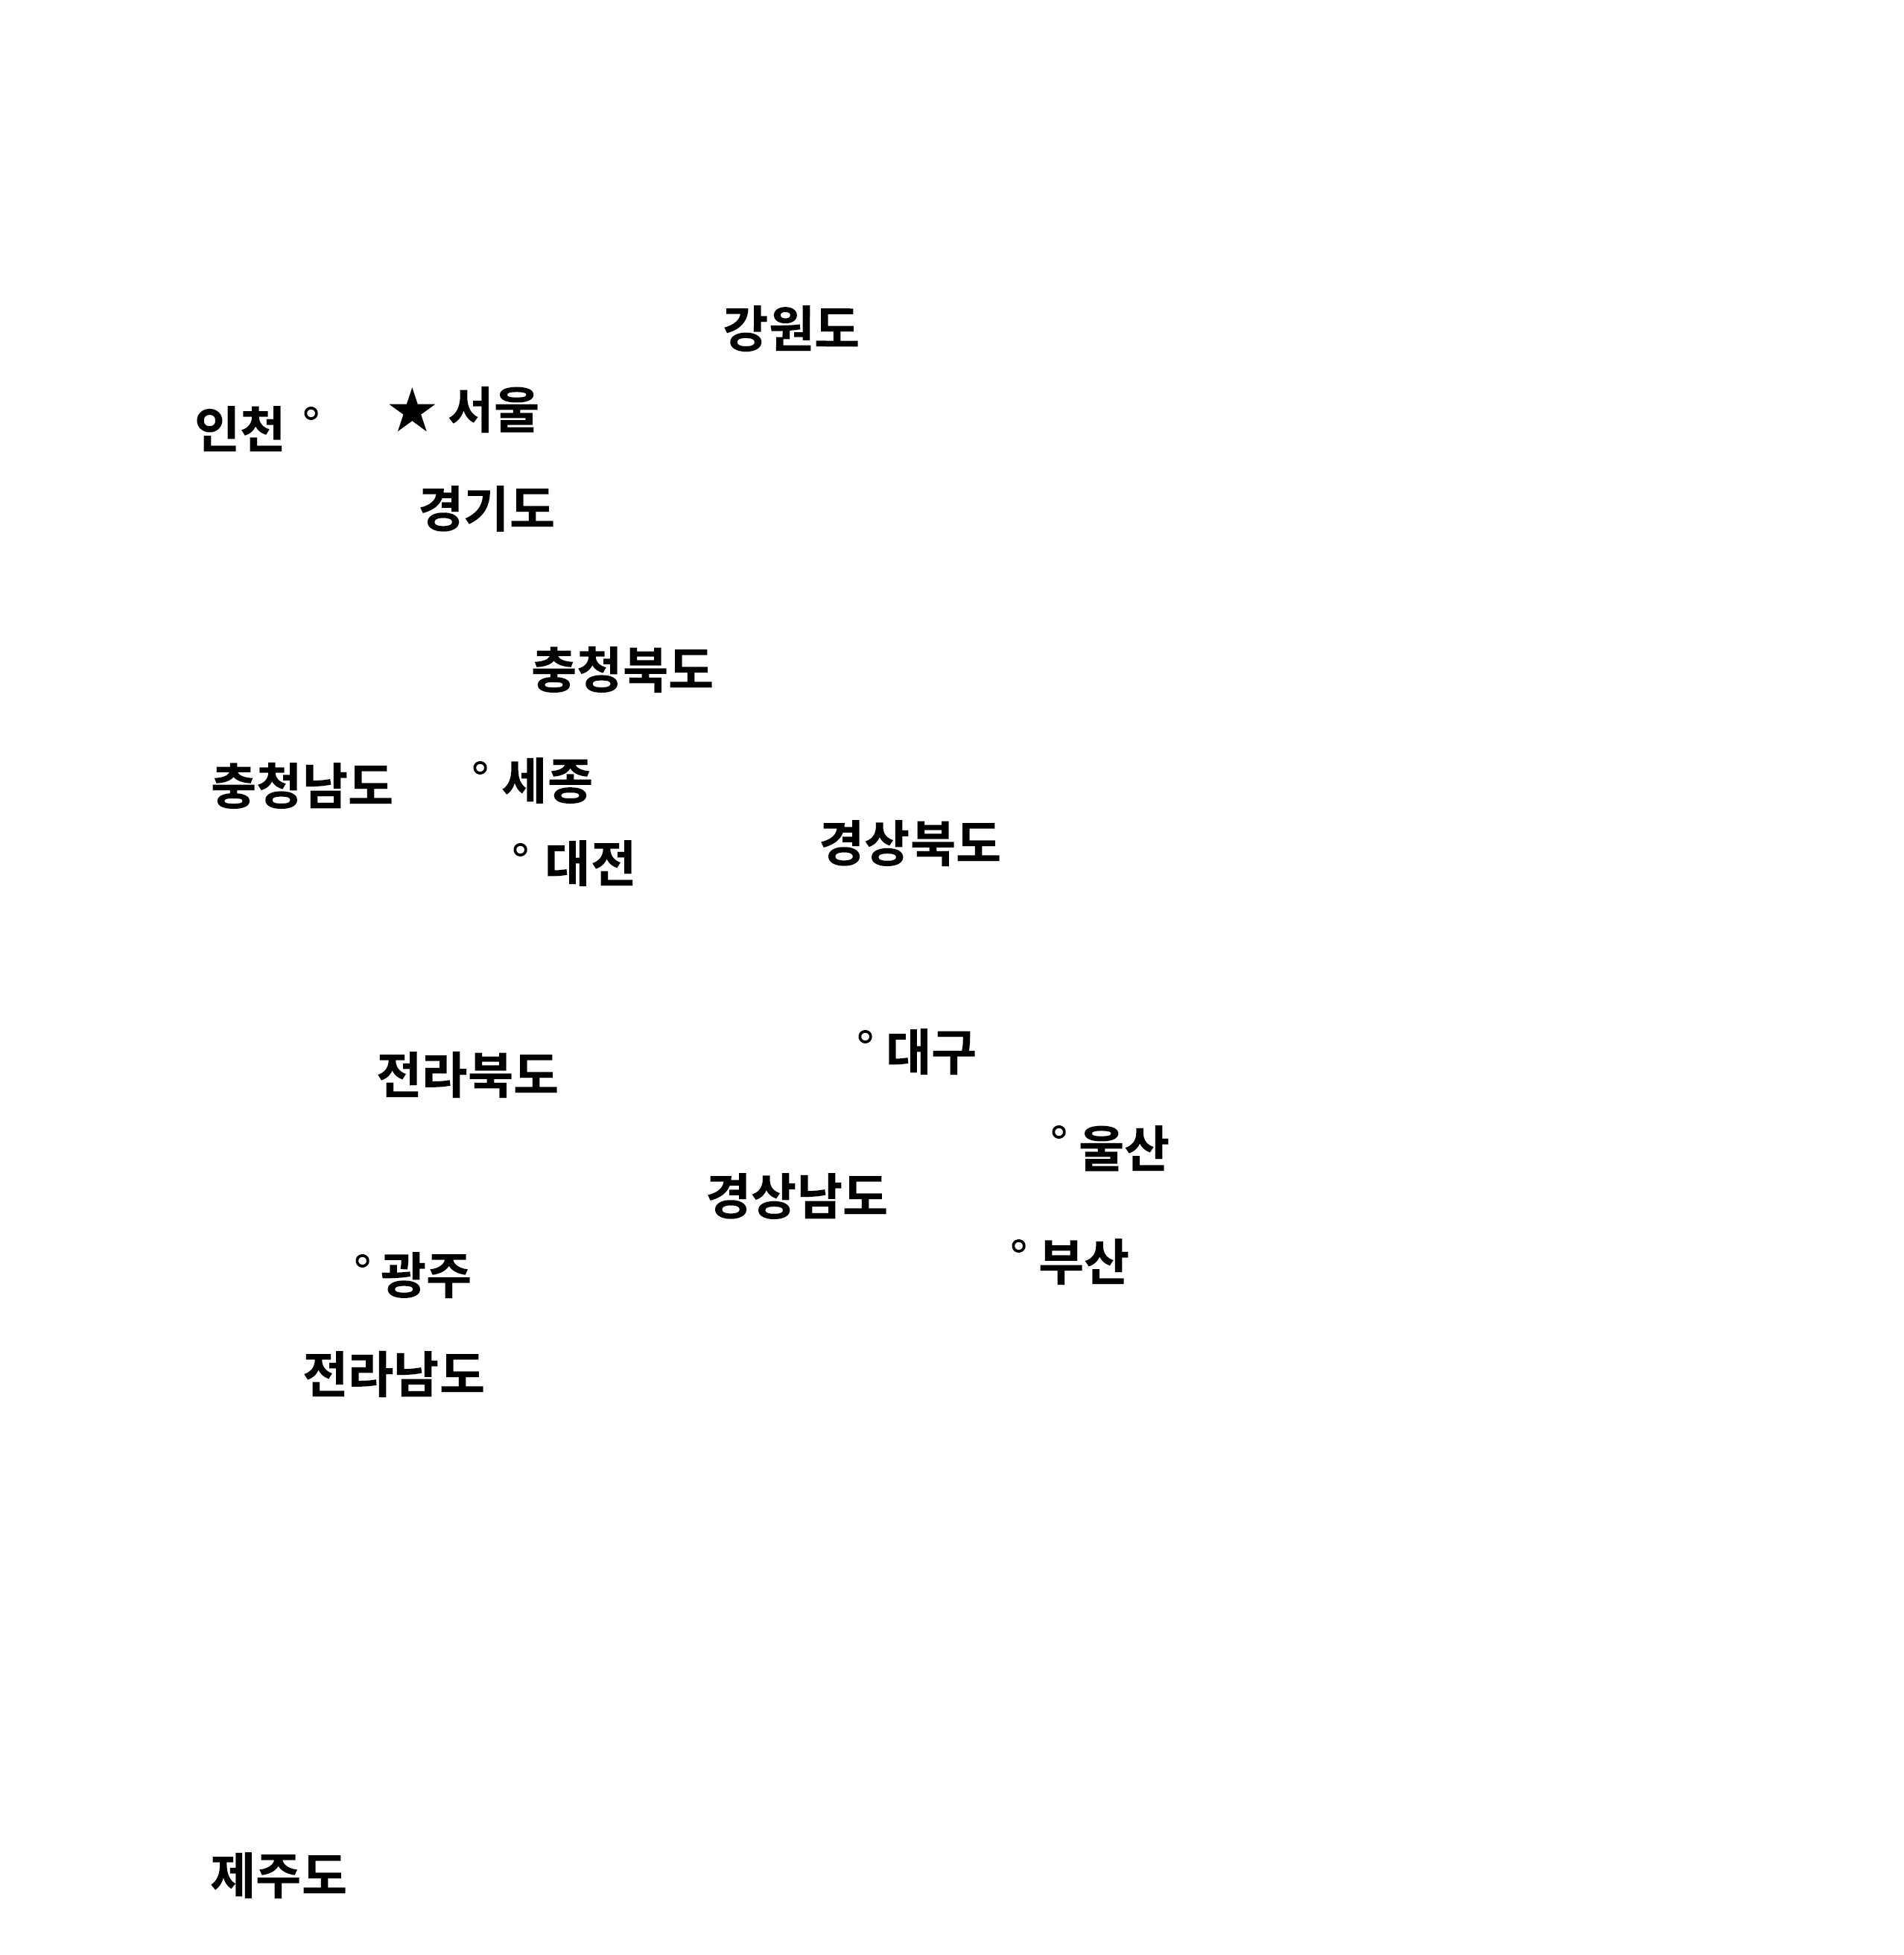 강원도
★ 서울
인천 °
경기도
충청북도
충청남도
° 세종
경상북도
° 대전
° 대구
전라북도
° 울산
경상남도
° 부산
° 광주
전라남도
제주도